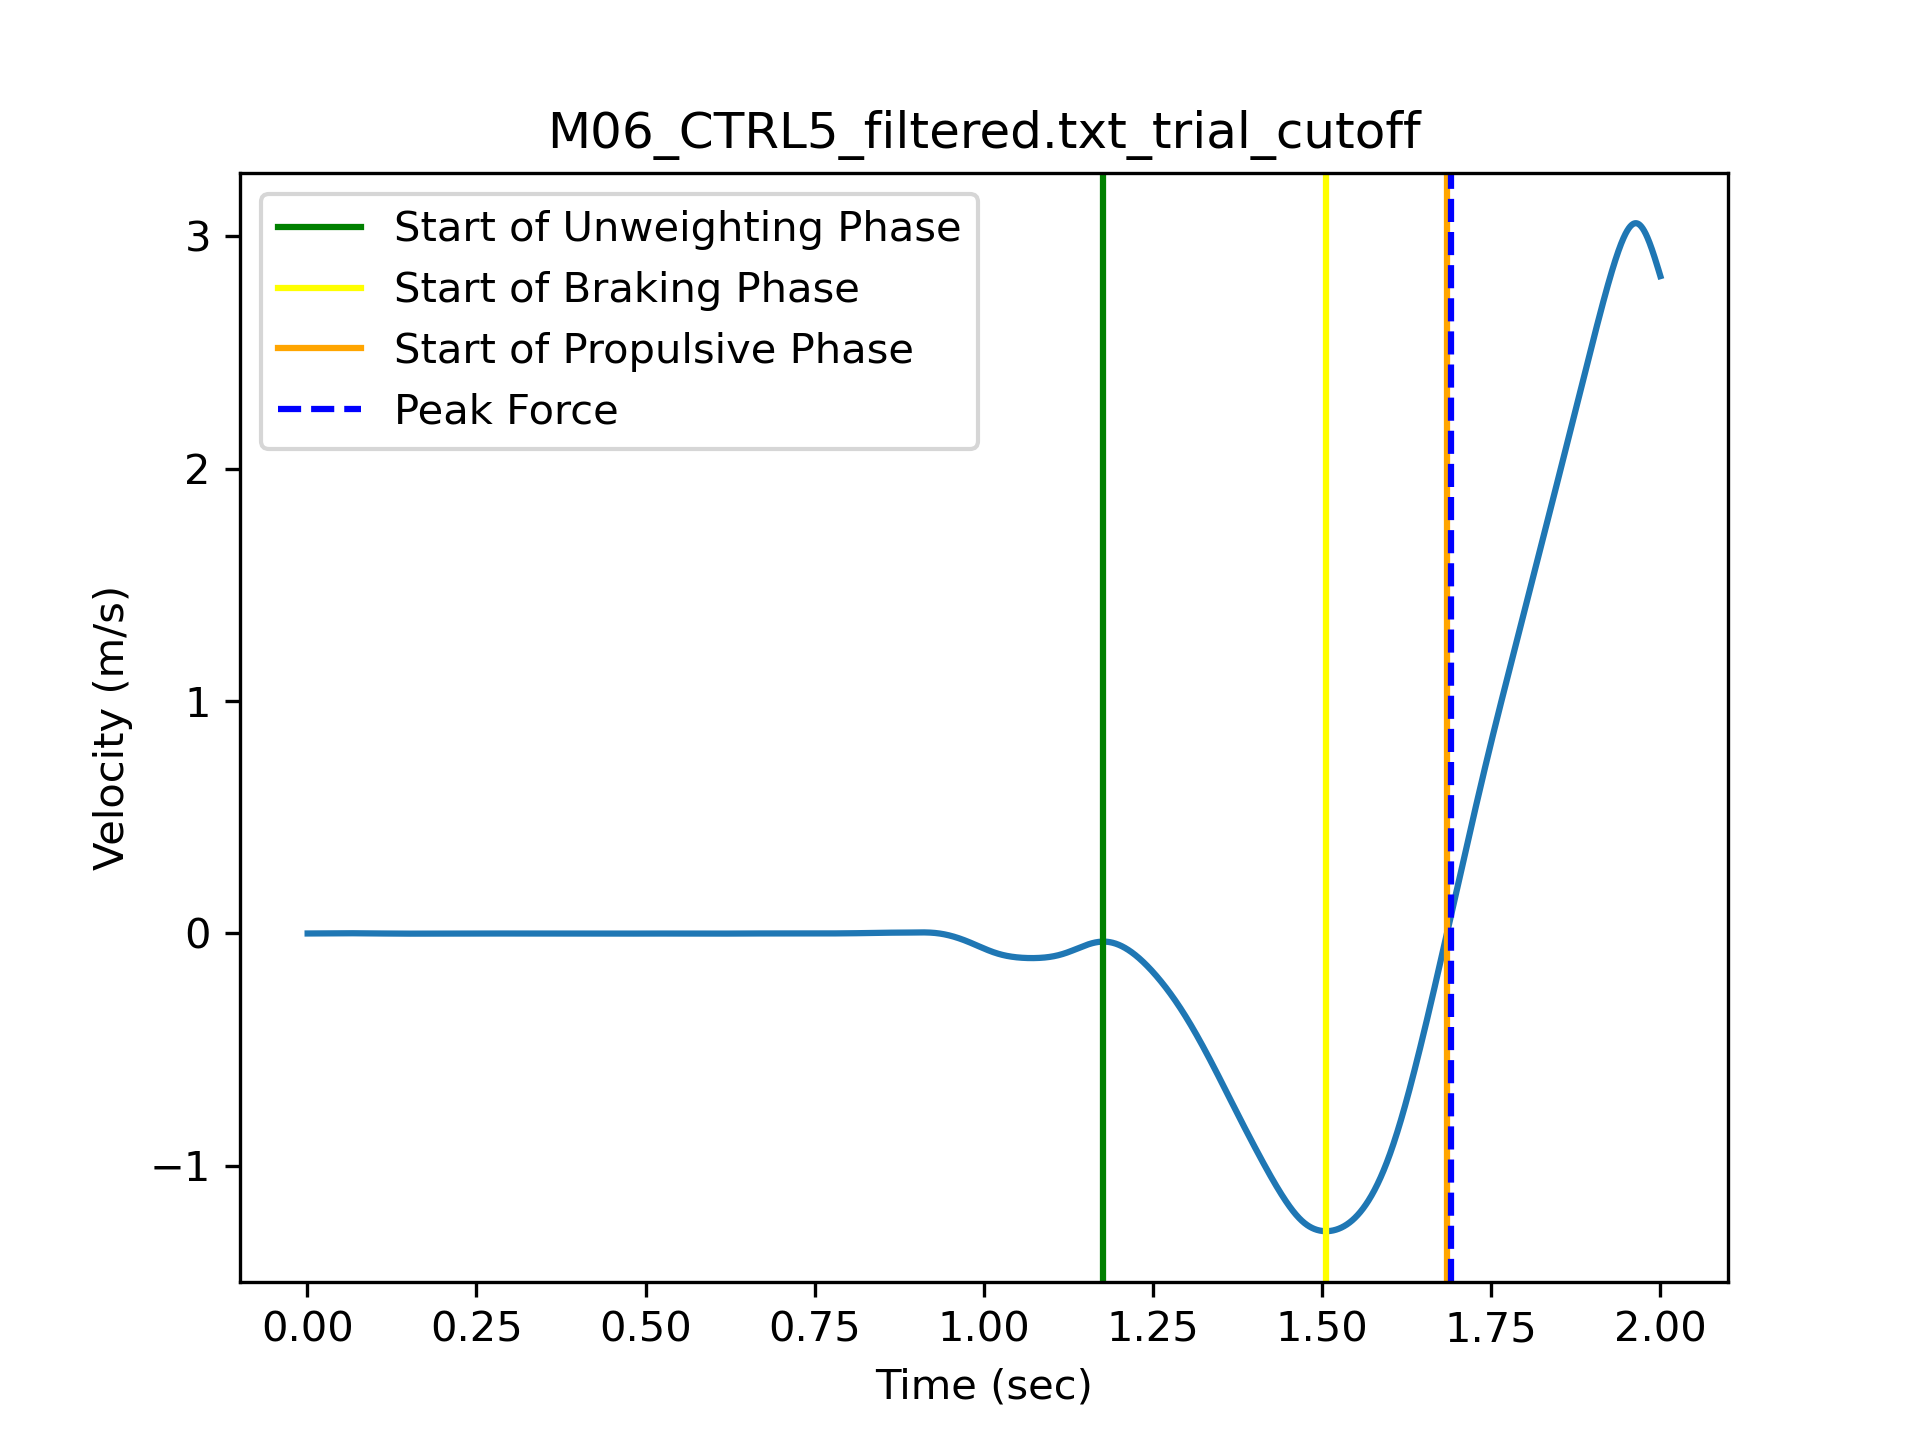 M06_CTRL5_filtered.txt_trial_cutoff
Start of Unweighting Phase
Start of Braking Phase
Start of Propulsive Phase
Peak Force
3
2
1
0
−1
Velocity (m/s)
0.00 0.25 0.50 0.75 1.00 1.25 1.50 1.75 2.00
Time (sec)